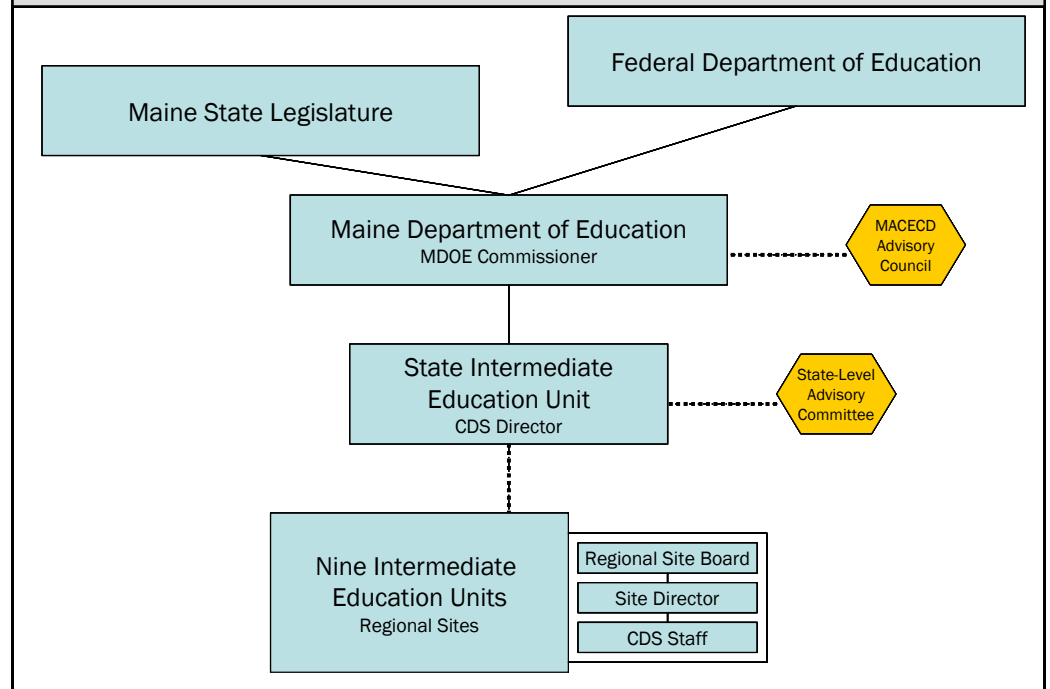 Federal Department of Education
Maine State Legislature
Maine Department of Education
MDOE Commissioner
MACECD
Advisory
Council
State Intermediate
Education Unit
CDS Director
State-Level
Advisory
Committee
Nine Intermediate
Education Units
Regional Sites
Regional Site Board
Site Director
CDS Staff